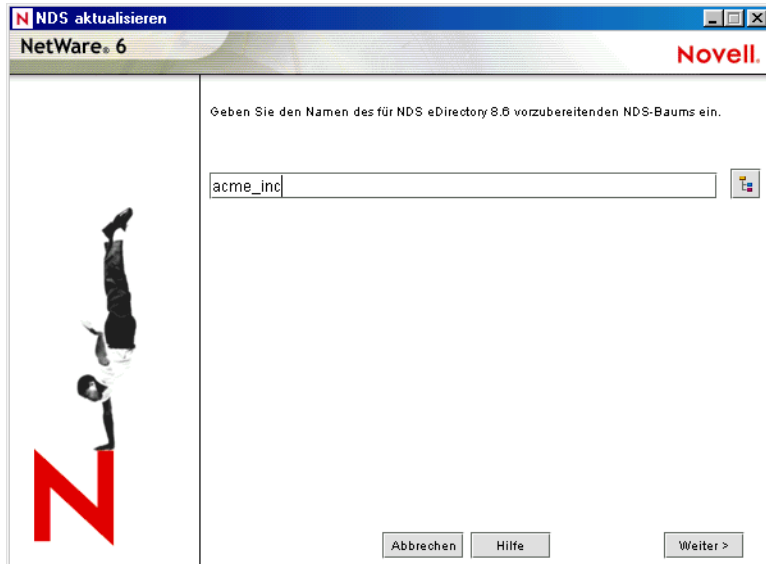 NDS aktualisieren
NetWare® 6
Novell.
Geben Sie den Namen des für NDS eDirectory 8.6 vorzubereitenden NDS-Baums ein.
acme_inc
Abbrechen
Hilfe
Weiter >